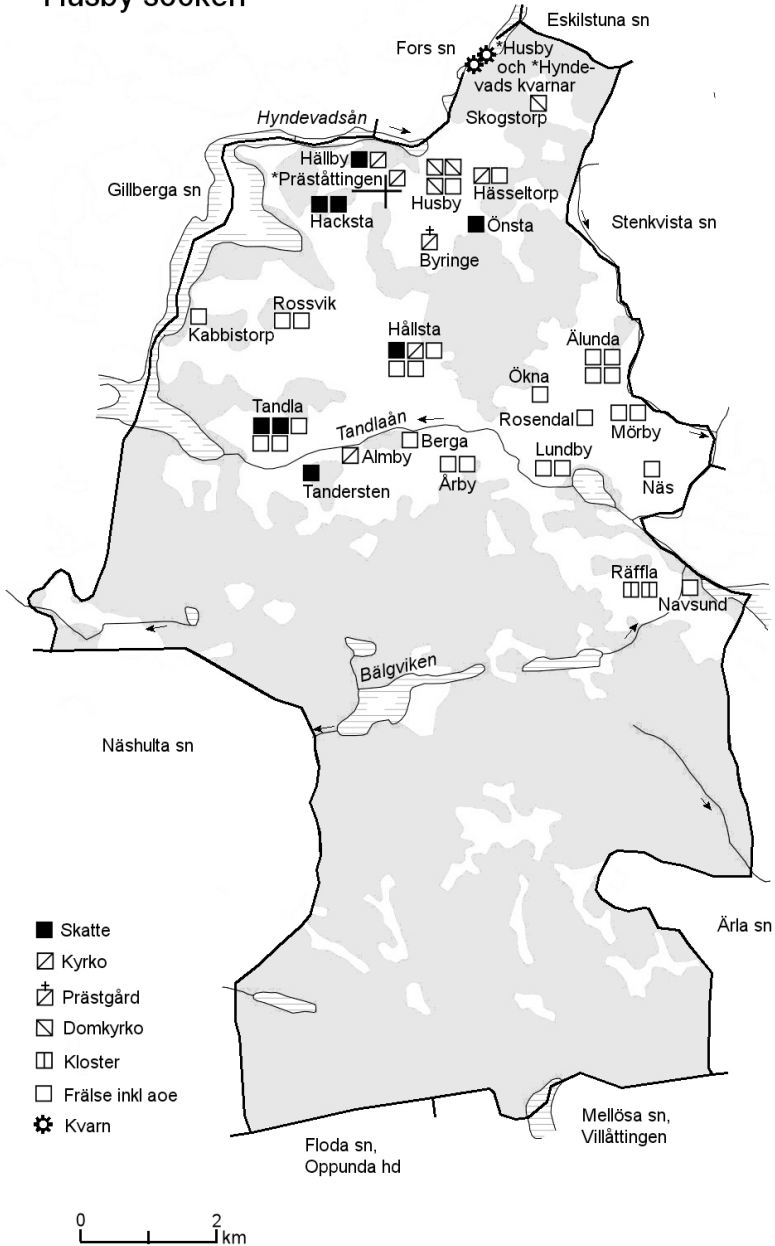 Husby socken
Eskilstuna sn
Fors sn
*Husby
och *Hynde-
vads kvarnar
Skogstorp
Hyndevadsån
Hällby
*Präståttingen
Gillberga sn
Husby
Hässeltorp
Hacksta
Önsta
Stenkvista sn
Byringe
Rossvik
Kabbistorp
Hållsta
Älunda
Ökna
Tandla
Tandlaån
Rosendal
Mörby
Berga
Almby
Lundby
Tandersten
Årby
Näs
Räffla
Navsund
Bälgviken
Näshulta sn
Ärla sn
Skatte
Kyrko
Prästgård
Domkyrko
Kloster
Frälse inkl aoe
Kvarn
Mellösa sn,
Villåttingen
Floda sn,
Oppunda hd
0 2
km